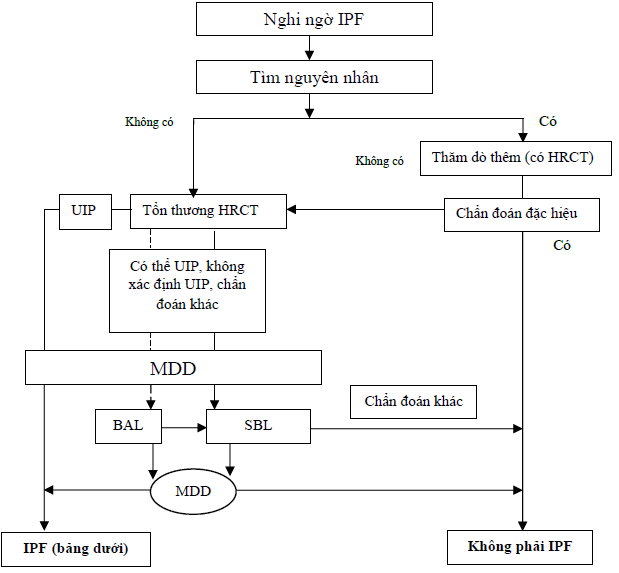 Nghi ngờ IPF
Tìm nguyên nhân
Không có
Có
Không có
Thăm dò thêm (có HRCT)
UIP
Tổn thương HRCT
Chẩn đoán đặc hiệu
Có
Có thể UIP, không
xác định UIP, chẩn
đoán khác
MDD
Chẩn đoán khác
BAL
SBL
MDD
IPF (bảng dưới)
Không phải IPF